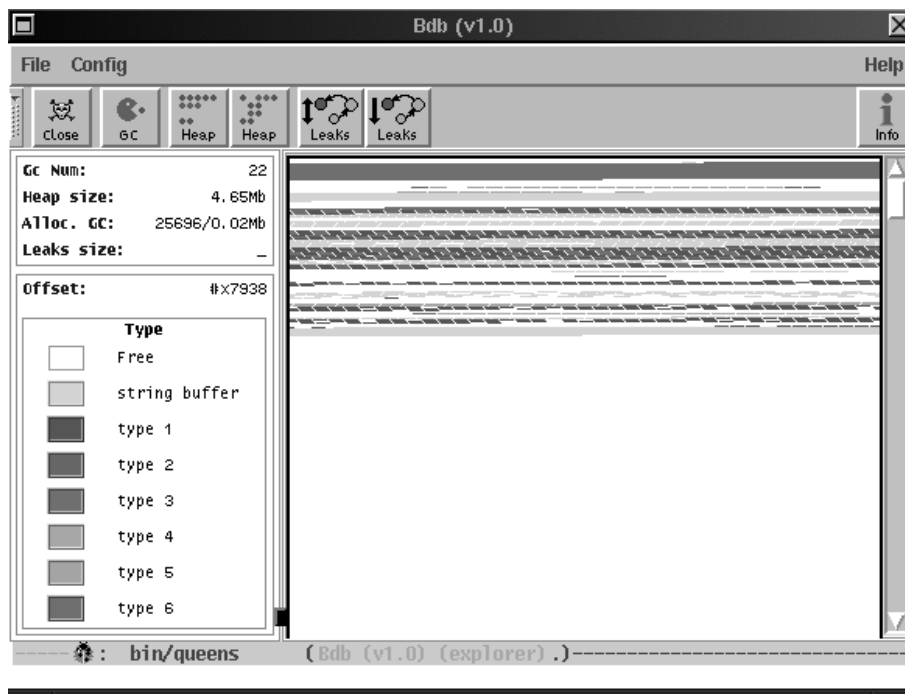 Bdb (v1.0)
File Config Help
Close GC Heap Heap Leaks Leaks Info
Gc Num: 22
Heap size: 4.65Mb
Alloc. GC: 25696/0.02Mb
Leaks size: _
Offset: #x7938
Type
Free
string buffer
type 1
type 2
type 3
type 4
type 5
type 6
-----: bin/queens (Bdb (v1.0) (explorer).)------------------------------